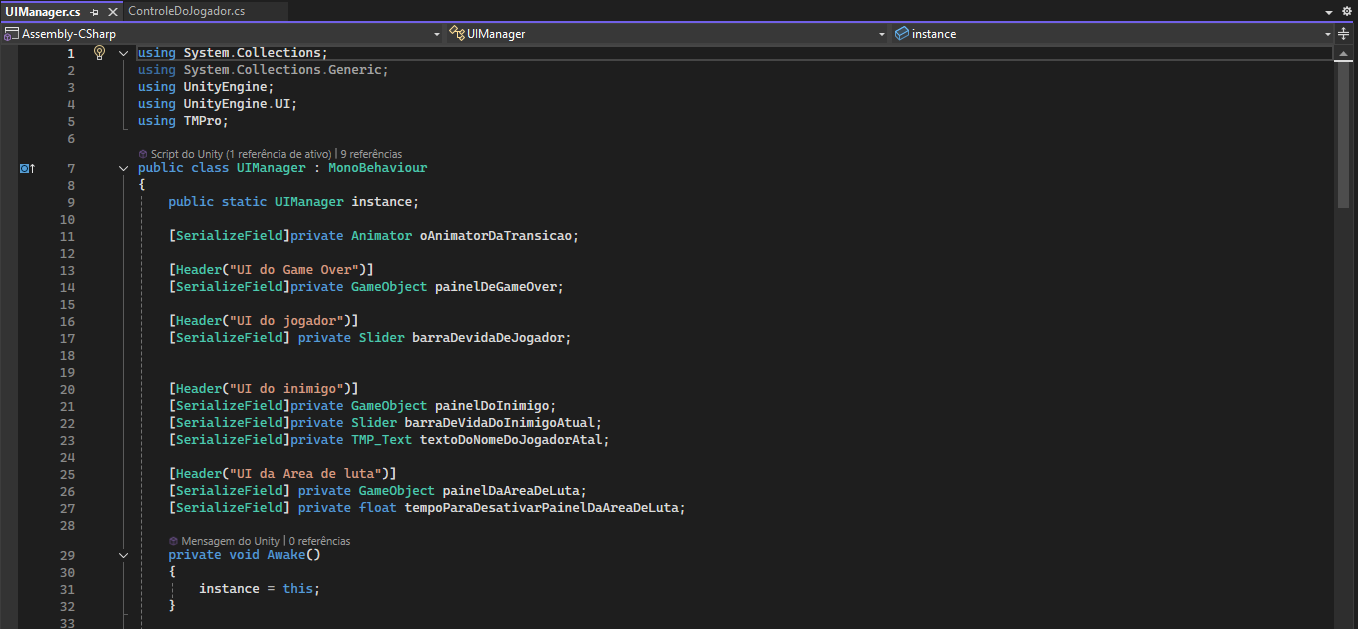 UIManager.cs ControleDoJogador.cs
Assembly-CSharp UIManager instance
1 using System.Collections;
2 using System.Collections.Generic;
3 using UnityEngine;
4 using UnityEngine.UI;
5 using TMPro;
6
Script do Unity (1 referência de ativo) | 9 referências
7 public class UIManager : MonoBehaviour
8 {
9 public static UIManager instance;
10
11 [SerializeField]private Animator oAnimatorDaTransicao;
12
13 [Header("UI do Game Over")]
14 [SerializeField]private GameObject painelDeGameOver;
15
16 [Header("UI do jogador")]
17 [SerializeField] private Slider barraDevidaDeJogador;
18
19
20 [Header("UI do inimigo")]
21 [SerializeField]private GameObject painelDoInimigo;
22 [SerializeField]private Slider barraDeVidaDoInimigoAtual;
23 [SerializeField]private TMP_Text textoDoNomeDoJogadorAtal;
24
25 [Header("UI da Area de luta")]
26 [SerializeField] private GameObject painelDaAreaDeLuta;
27 [SerializeField] private float tempoParaDesativarPainelDaAreaDeLuta;
28
Mensagem do Unity | 0 referências
29 private void Awake()
30 {
31 instance = this;
32 }
33